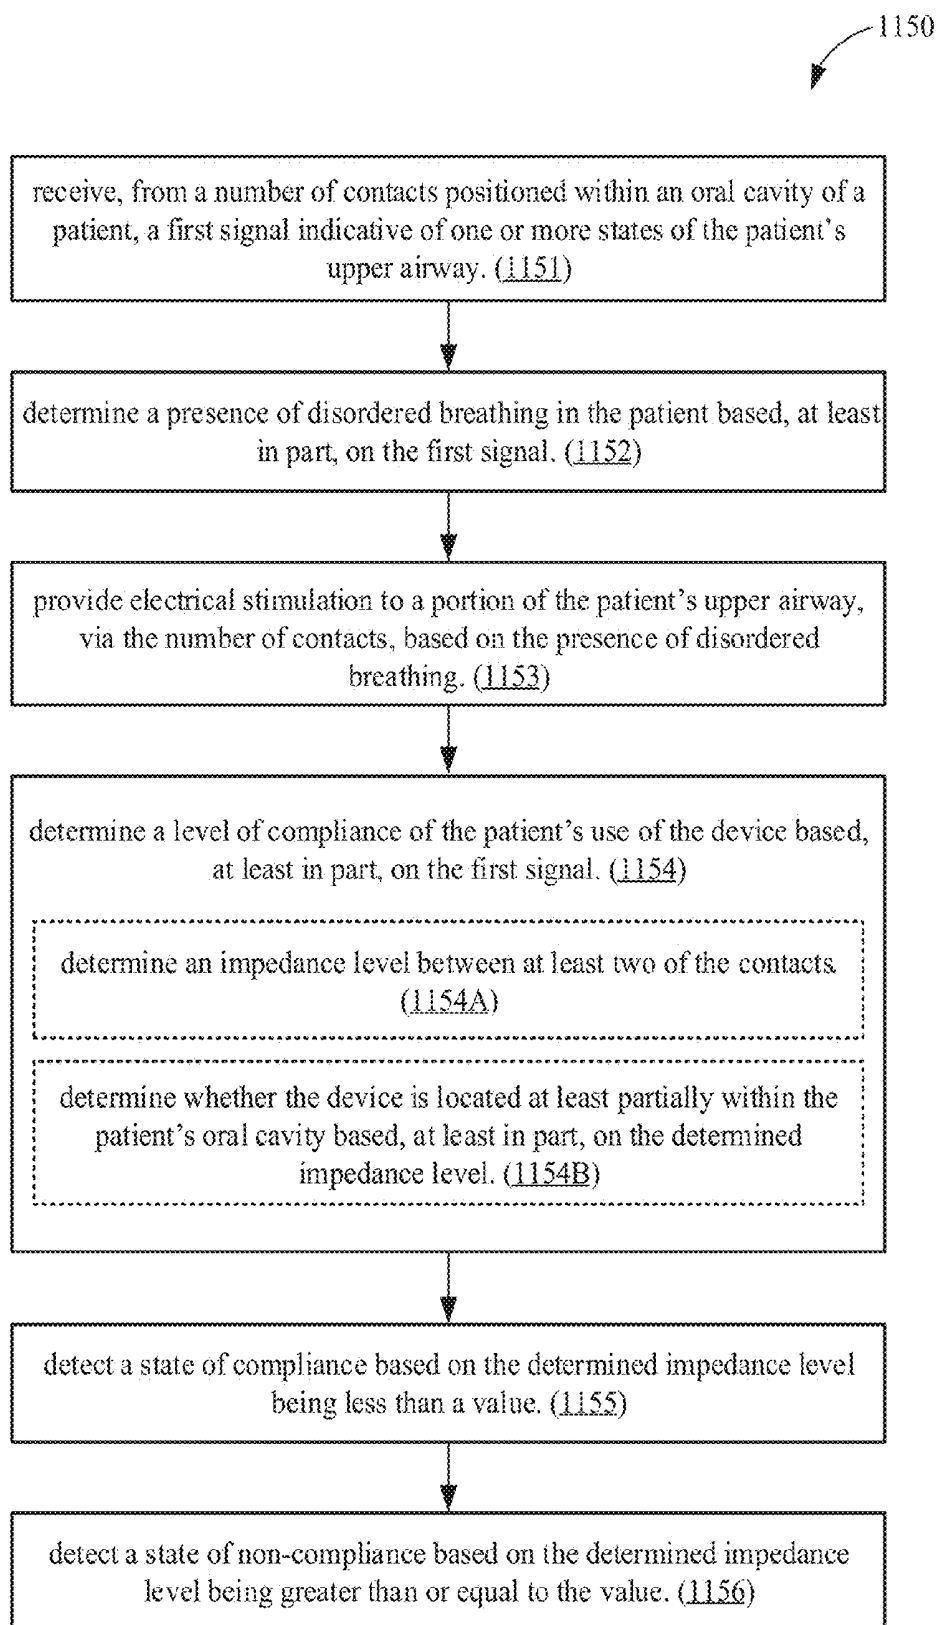 1150
receive, from a number of contacts positioned within an oral cavity of a
patient, a first signal indicative of one or more states of the patient's
upper airway. (1151)
determine a presence of disordered breathing in the patient based, at least
in part, on the first signal. (1152)
provide electrical stimulation to a portion of the patient's upper airway,
via the number of contacts, based on the presence of disordered
breathing. (1153)
determine a level of compliance of the patient's use of the device based,
at least in part, on the first signal. (1154)
determine an impedance level between at least two of the contacts.
(1154A)
determine whether the device is located at least partially within the
patient's oral cavity based, at least in part, on the determined
impedance level. (1154B)
detect a state of compliance based on the determined impedance level
being less than a value. (1155)
detect a state of non-compliance based on the determined impedance
level being greater than or equal to the value. (1156)